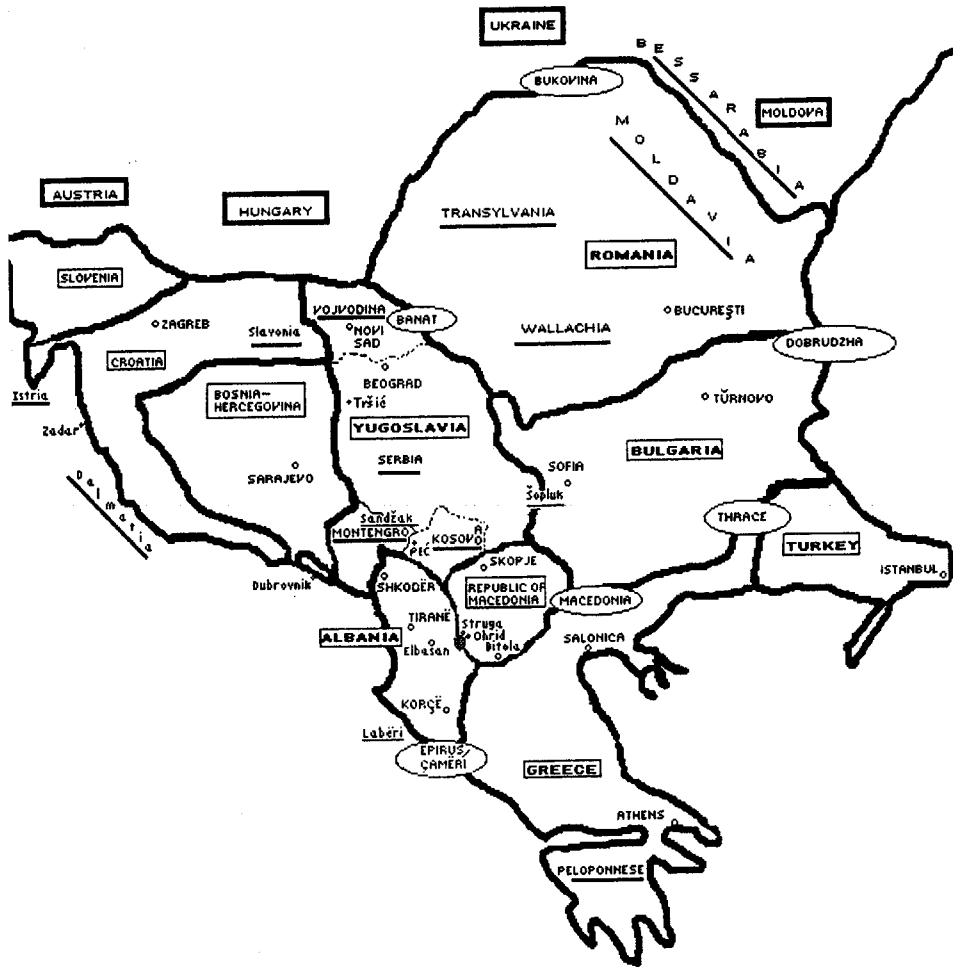 UKRAINE
BESSARABIA
BUKOVINA
MOLDOVA
MOLDAVIA
AUSTRIA
HUNGARY
TRANSYLVANIA
ROMANIA
SLOVENIA
VOJVODINA
BANAT
BUCUREŞTI
ZAGREB
Slavonia
NOVI
SAD
WALLACHIA
DOBRUDZHA
CROATIA
BEOGRAD
Istria
BOSNIA-
HERCEGOVINA
Tršić
TŬRNOVO
Zadar
YUGOSLAVIA
BULGARIA
SERBIA
SOFIA
SARAJEVO
Šopluk
Dalmatia
Sandžak
MONTENGRO
KOSOVO
PEĆ
THRACE
TURKEY
SKOPJE
ISTANBUL
Dubrovnik
SHKODËR
REPUBLIC OF
MACEDONIA
MACEDONIA
TIRANË
Struga
Ohrid
ALBANIA
Elbasan
Bitola
SALONICA
KORÇË
Labëri
EPIRUS
ÇAMËRI
GREECE
ATHENS
PELOPONNESE